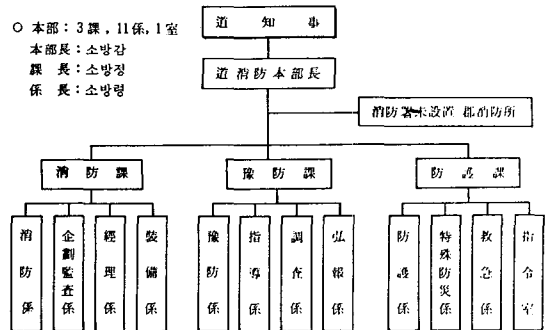 ○ 本部 : 3課, 11係, 1室
本部長 : 소방감
課 長 : 소방정
係 長 : 소방령
道 知 事
道 消 防 本 部 長
消防署未設置 郡消防所
消 防 課
豫 防 課
防 護 課
消 防 係
企劃監査係
經 理 係
裝 備 係
豫 防 係
指 導 係
調 査 係
弘 報 係
防 護 係
特殊防災係
救 急 係
指 令 室